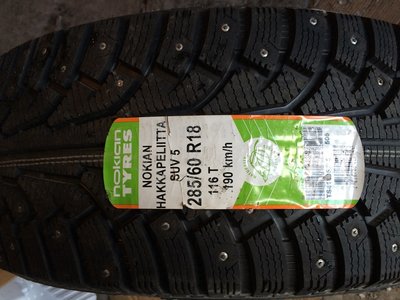 nokian
TYRES
NOKIAN
HAKKAPELIITTA
SUV 5
285/60 R18
116 T
190 km/h